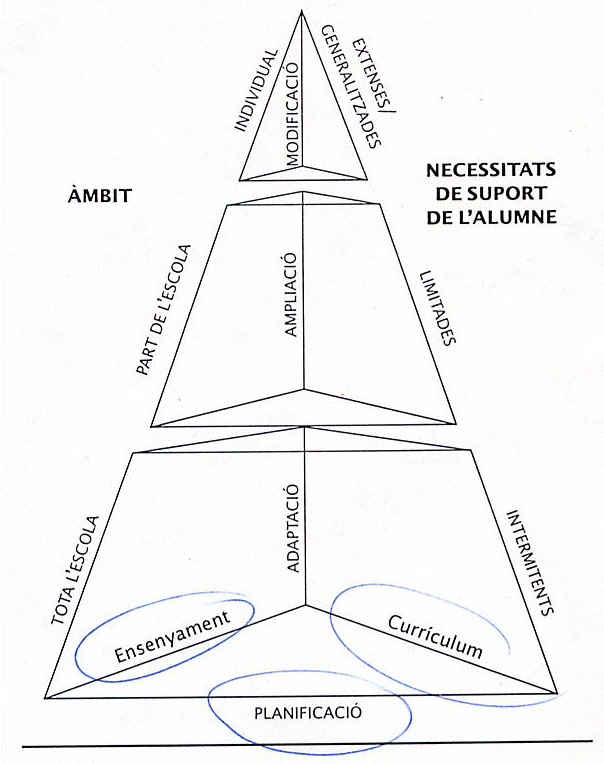 INDIVIDUAL
MODIFICACIÓ
EXTENSES/
GENERALITZADES
ÀMBIT
NECESSITATS
DE SUPORT
DE L'ALUMNE
PART DE L'ESCOLA
AMPLIACIÓ
LIMITADES
TOTA L'ESCOLA
ADAPTACIÓ
INTERMITENTS
Ensenyament
Currículum
PLANIFICACIÓ